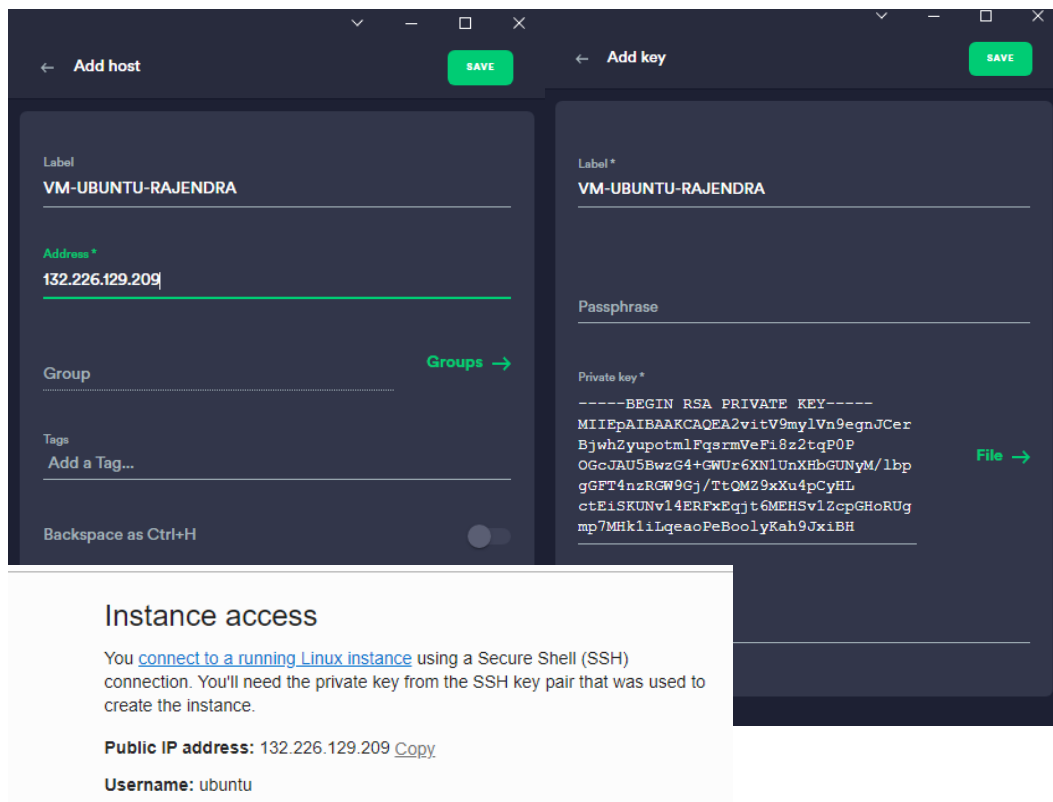 Add host
SAVE
Label
VM-UBUNTU-RAJENDRA
Address *
132.226.129.209
Group
Groups →
Tags
Add a Tag...
Backspace as Ctrl+H
Add key
SAVE
Label *
VM-UBUNTU-RAJENDRA
Passphrase
Private key *
-----BEGIN RSA PRIVATE KEY-----
MIIEpAIBAAKCAQEA2vitV9mylVn9egnJCer
BjwhZyupotmlFqsrmVeFi8z2tqP0P
OGcJAU5BwzG4+GWUr6XN1UnXHbGUNyM/lbp
gGFT4nzRGW9Gj/TtQMZ9xXu4pCyHL
ctEiSKUNv14ERFxEqjt6MEHSv1ZcpGHoRUg
mp7MHk1iLqeaoPeBoolyKah9JxiBH
File →
Instance access
You connect to a running Linux instance using a Secure Shell (SSH)
connection. You'll need the private key from the SSH key pair that was used to
create the instance.
Public IP address: 132.226.129.209 Copy
Username: ubuntu